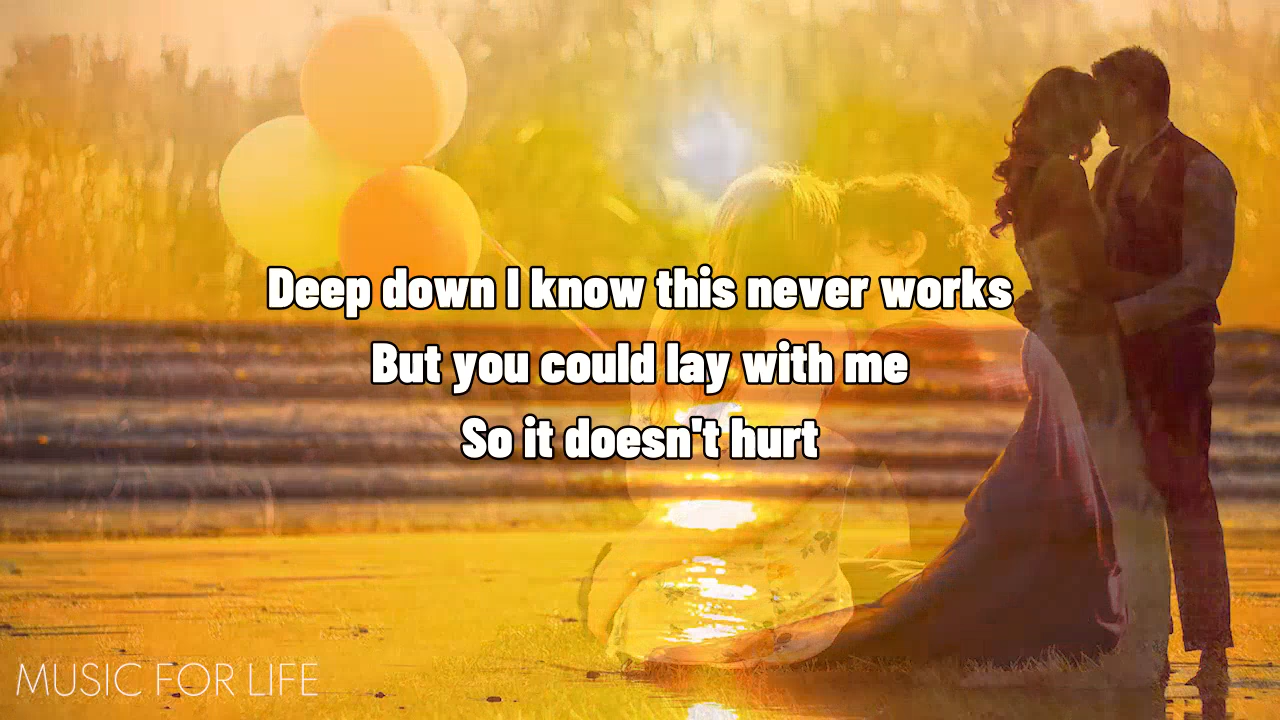 Deep down I know this never works
But you could lay with me
So it doesn't hurt
MUSIC FOR LIFE